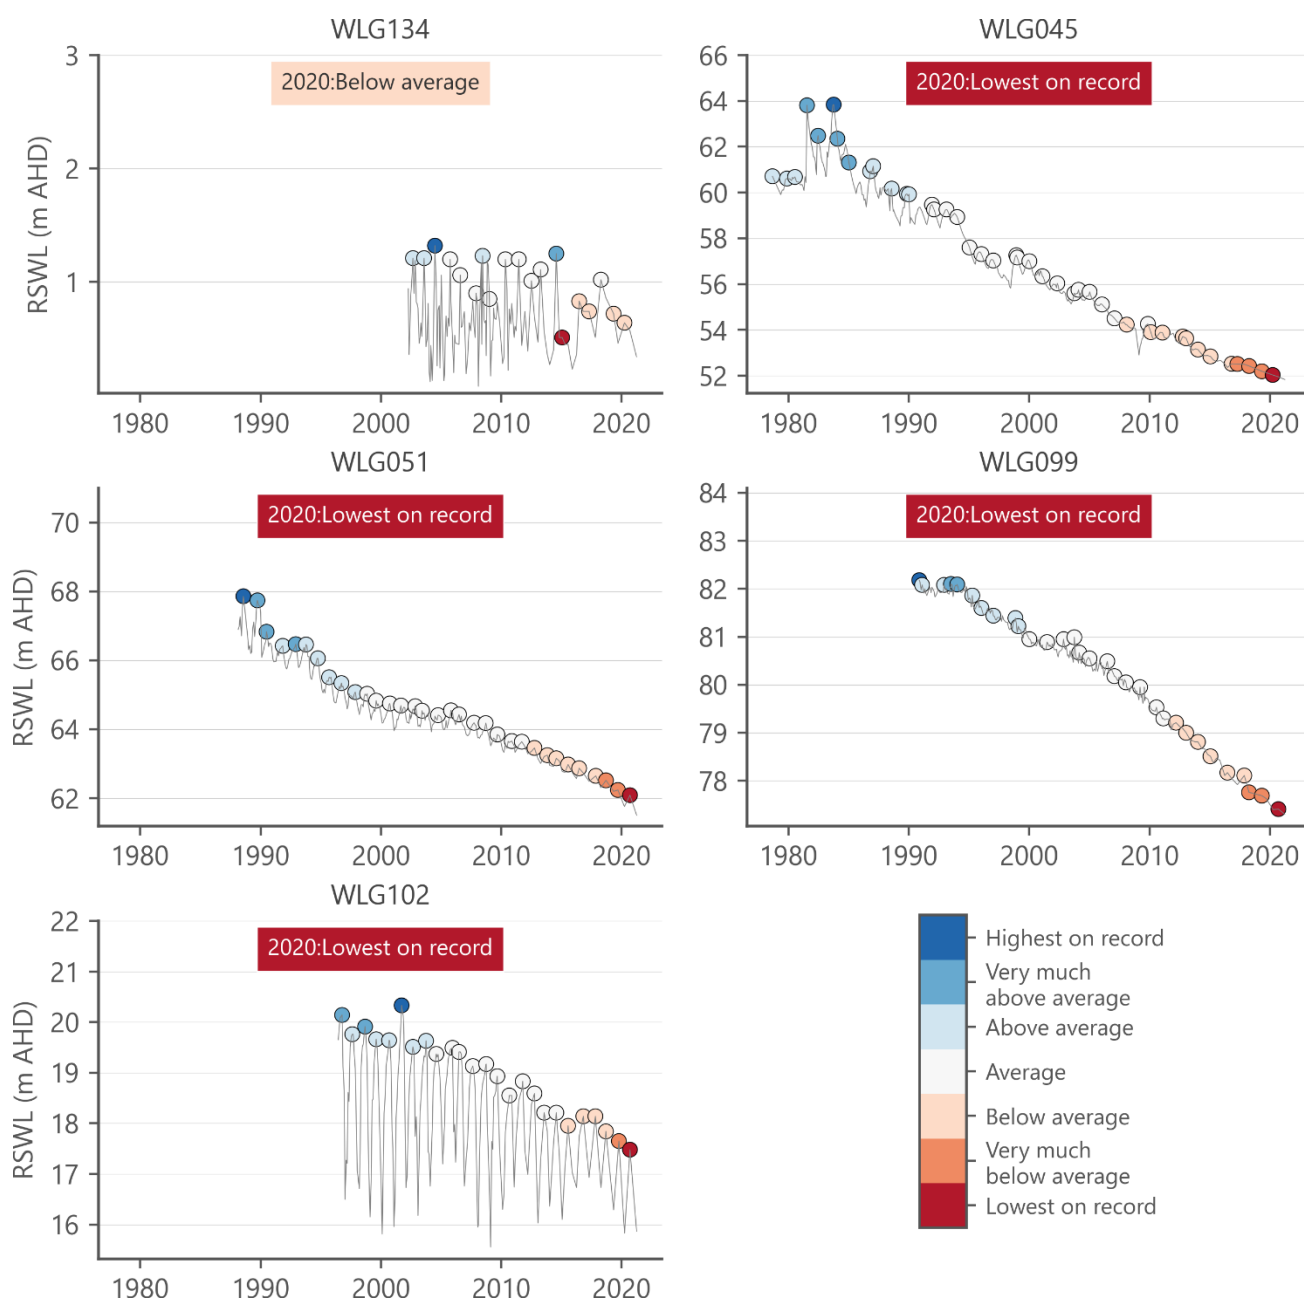 WLG134
3
2
1
RSWL (m AHD)
2020:Below average
1980 1990 2000 2010 2020
WLG045
66
64
62
60
58
56
54
52
2020:Lowest on record
1980 1990 2000 2010 2020
WLG051
70
68
66
64
62
RSWL (m AHD)
2020:Lowest on record
1980 1990 2000 2010 2020
WLG099
84
83
82
81
80
79
78
2020:Lowest on record
1980 1990 2000 2010 2020
WLG102
22
21
20
19
18
17
16
RSWL (m AHD)
2020:Lowest on record
1980 1990 2000 2010 2020
Highest on record
Very much
above average
Above average
Average
Below average
Very much
below average
Lowest on record